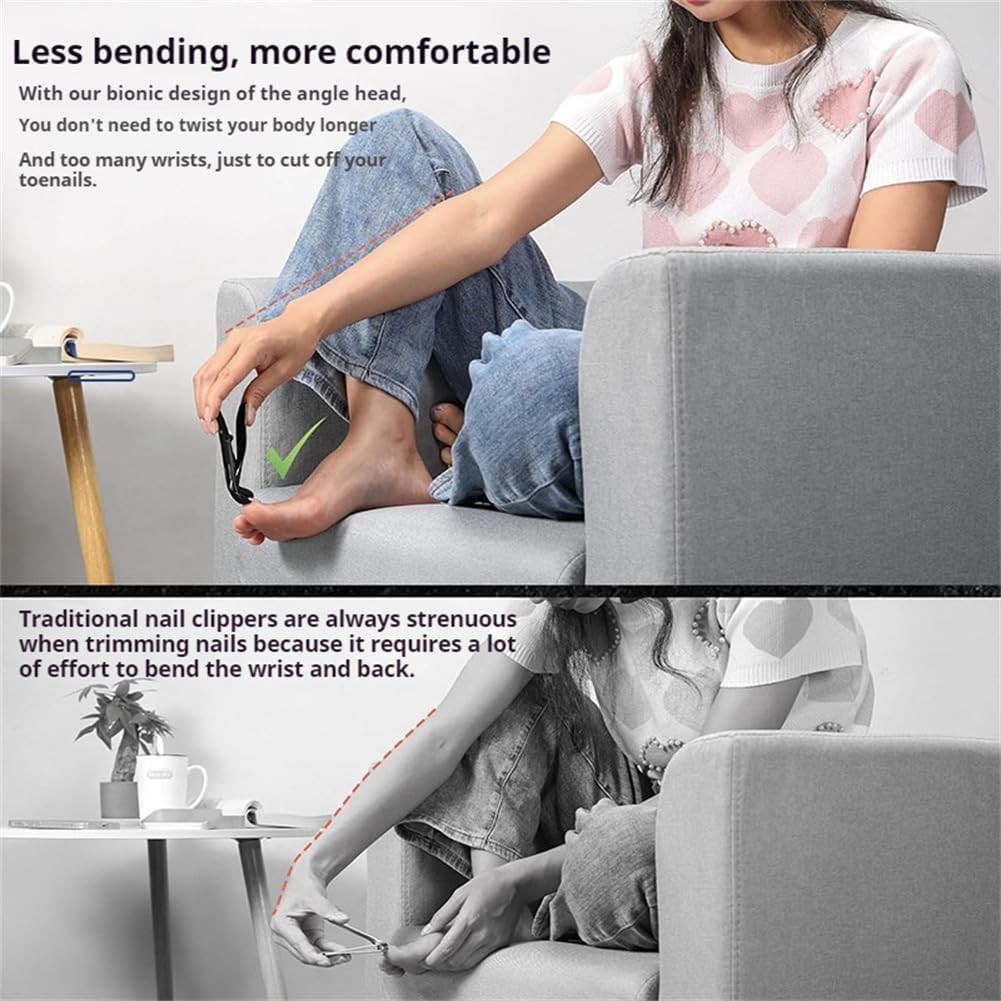 Less bending, more comfortable
With our bionic design of the angle head,
You don't need to twist your body longer
And too many wrists, just to cut off your
toenails.
Traditional nail clippers are always strenuous
when trimming nails because it requires a lot
of effort to bend the wrist and back.